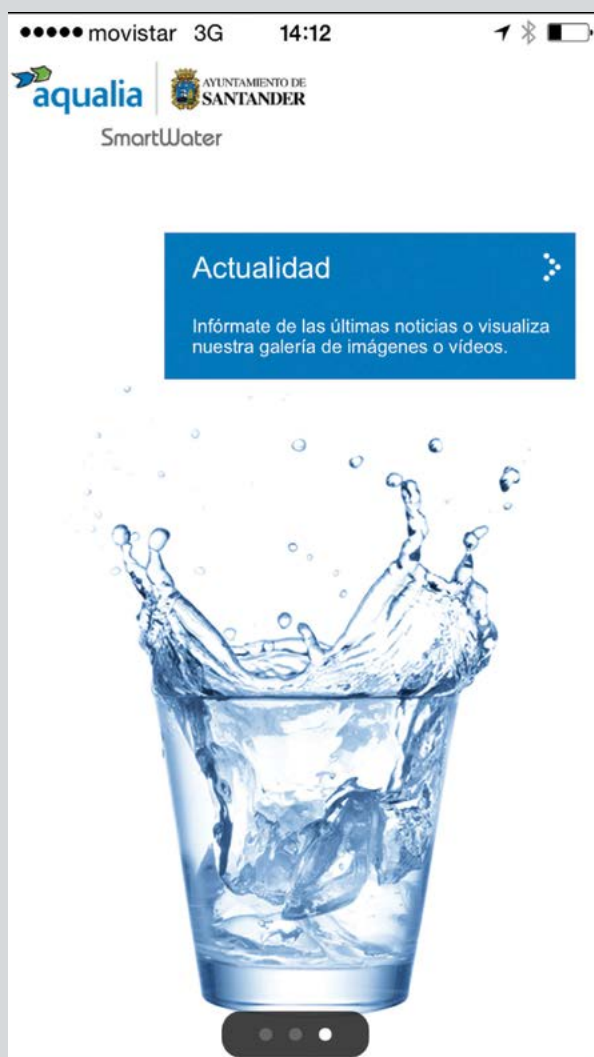 movistar 3G 14:12
aqualia
AYUNTAMIENTO DE
SANTANDER
SmartWater
Actualidad
Infórmate de las últimas noticias o visualiza
nuestra galería de imágenes o vídeos.